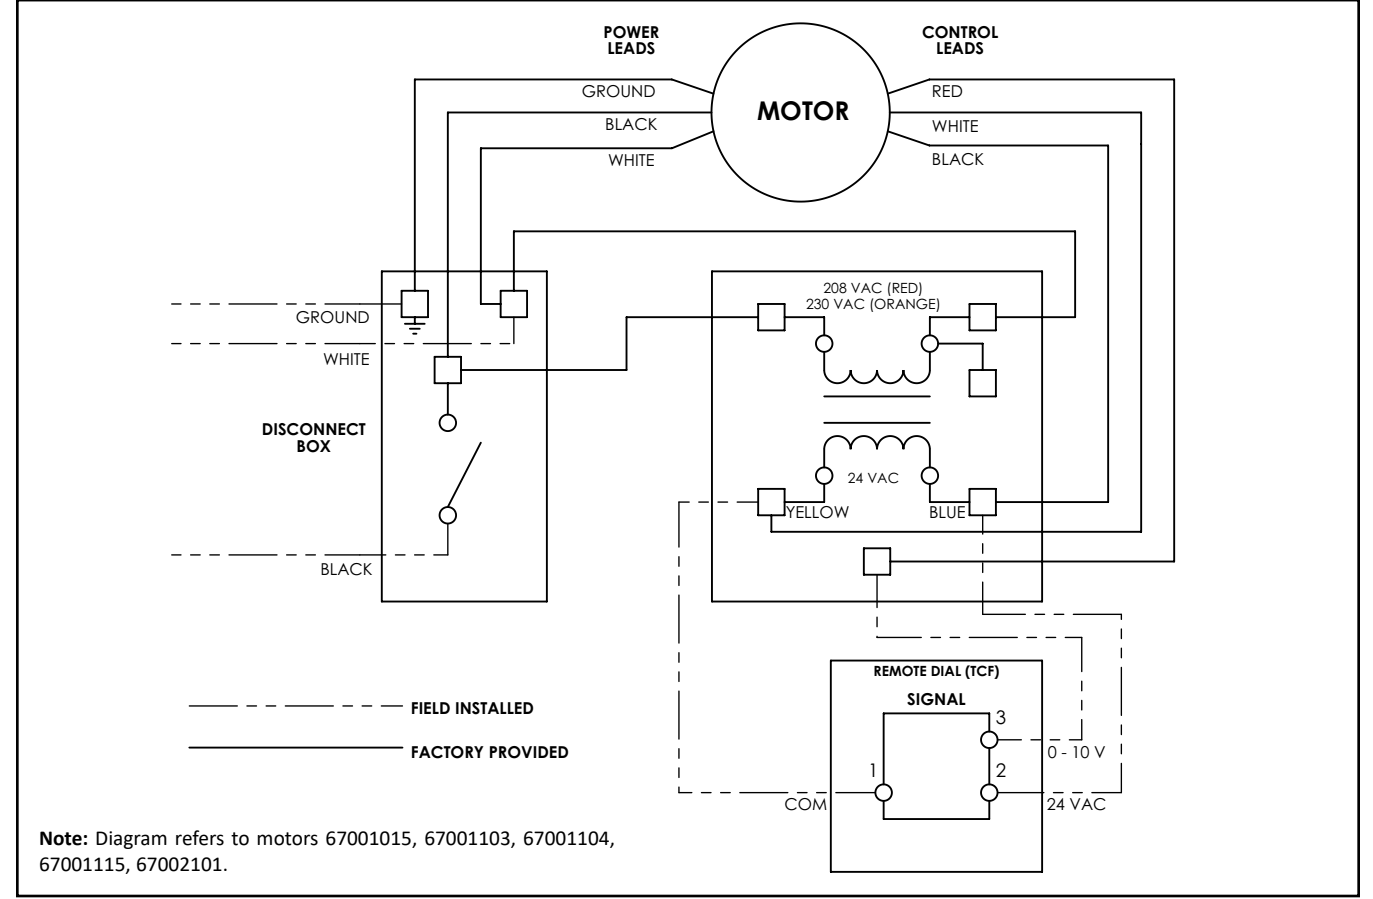 POWER
LEADS
CONTROL
LEADS
MOTOR
GROUND
BLACK
WHITE
RED
WHITE
BLACK
208 VAC (RED)
230 VAC (ORANGE)
GROUND
WHITE
DISCONNECT
BOX
BLACK
24 VAC
YELLOW
BLUE
REMOTE DIAL (TCF)
SIGNAL
3
0 - 10 V
1
2
COM
24 VAC
FIELD INSTALLED
FACTORY PROVIDED
Note: Diagram refers to motors 67001015, 67001103, 67001104,
67001115, 67002101.